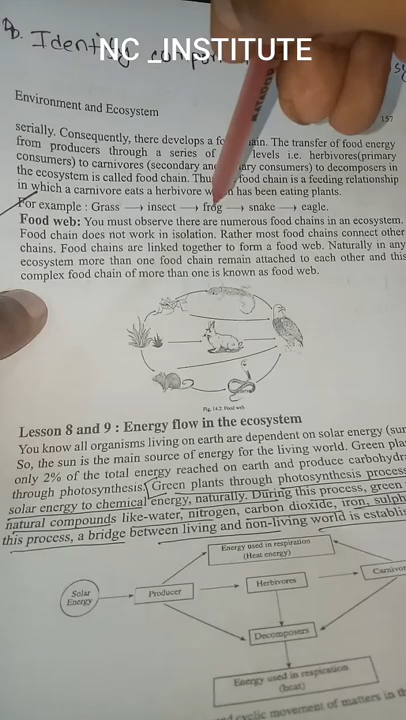 NC _INSTITUTE
Environment and Ecosystem
157
serially. Consequently, there develops a The transfer of food energy
from producers through a series of levels i.e. herbivores(primary
consumers) to carnivores (secondary consumers) to decomposers in
the ecosystem is called food chain. food chain is a feeding relationship
in which a carnivore eats a herbivore has been eating plants.
For example : Grass → insect → frog → snake → eagle.
Food web: You must observe there are numerous food chains in an ecosystem.
Food chain does not work in isolation. Rather most food chains connect other
chains. Food chains are linked together to form a food web. Naturally in any
ecosystem more than one food chain remain attached to each other and this
complex food chain of more than one is known as food web.
Fig. 14.2: Food web
Lesson 8 and 9 : Energy flow in the ecosystem
You know all organisms living on earth are dependent on solar energy (sun
So, the sun is the main source of energy for the living world. Green
only 2% of the total energy reached on earth and produce
through photosynthesis. Green plants through photosynthesis process
solar energy to chemical energy, naturally. During this process, green
natural compounds like-water, nitrogen, carbon dioxide, iron,
this process, a bridge between living and non-living world is
Energy used in respiration
(Heat energy)
Solar
Energy
Producer
Herbivores
Decomposers
Energy used in respiration
(heat)
and cyclic movement of matters in